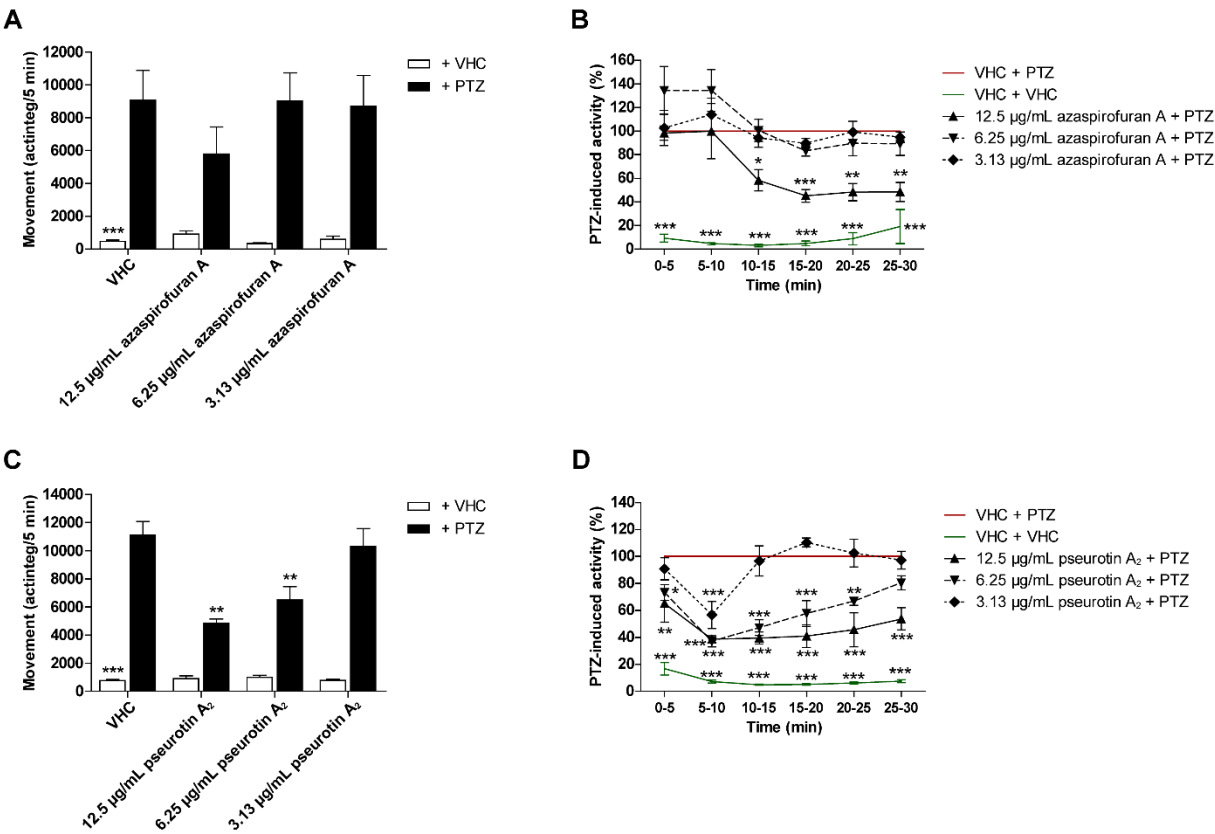 A
Movement (actinteg/5 min)
12000
10000
8000
6000
4000
2000
0
***
+ VHC
+ PTZ
VHC
12.5 µg/mL azaspirofuran A
6.25 µg/mL azaspirofuran A
3.13 µg/mL azaspirofuran A
B
PTZ-induced activity (%)
160
140
120
100
80
60
40
20
0
* *** ** **
*** *** *** *** *** ***
0-5 5-10 10-15 15-20 20-25 25-30
Time (min)
VHC + PTZ
VHC + VHC
12.5 µg/mL azaspirofuran A + PTZ
6.25 µg/mL azaspirofuran A + PTZ
3.13 µg/mL azaspirofuran A + PTZ
C
Movement (actinteg/5 min)
14000
12000
10000
8000
6000
4000
2000
0
*** ** **
+ VHC
+ PTZ
VHC
12.5 µg/mL pseurotin A₂
6.25 µg/mL pseurotin A₂
3.13 µg/mL pseurotin A₂
D
PTZ-induced activity (%)
140
120
100
80
60
40
20
0
* *** *** *** **
** *** *** *** *** *** ***
*** *** *** *** *** ***
0-5 5-10 10-15 15-20 20-25 25-30
Time (min)
VHC + PTZ
VHC + VHC
12.5 µg/mL pseurotin A₂ + PTZ
6.25 µg/mL pseurotin A₂ + PTZ
3.13 µg/mL pseurotin A₂ + PTZ